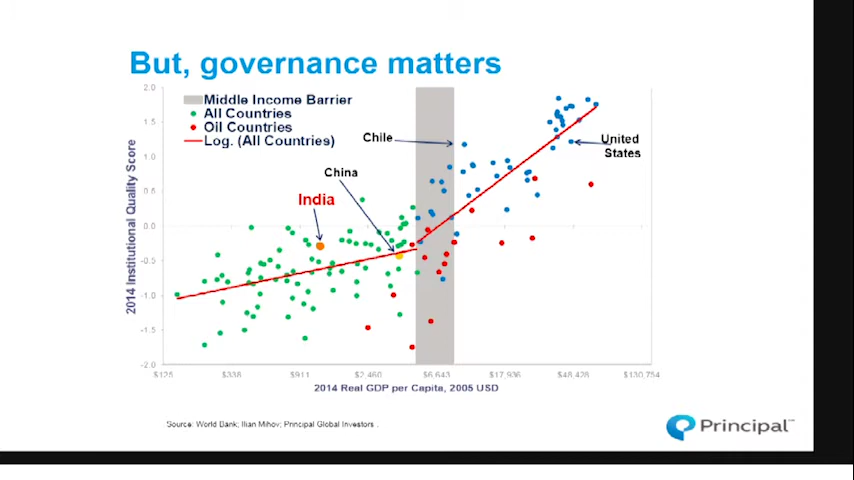 But, governance matters
2.0
1.5
1.0
0.5
0.0
-0.5
-1.0
-1.5
-2.0
2014 Institutional Quality Score
Middle Income Barrier
All Countries
Oil Countries
Log. (All Countries)
Chile
United
States
China
India
$125 $338 $911 $2,460 $6,643 $17,936 $48,428 $130,754
2014 Real GDP per Capita, 2005 USD
Source: World Bank; Ilian Mihov; Principal Global Investors .
Principal